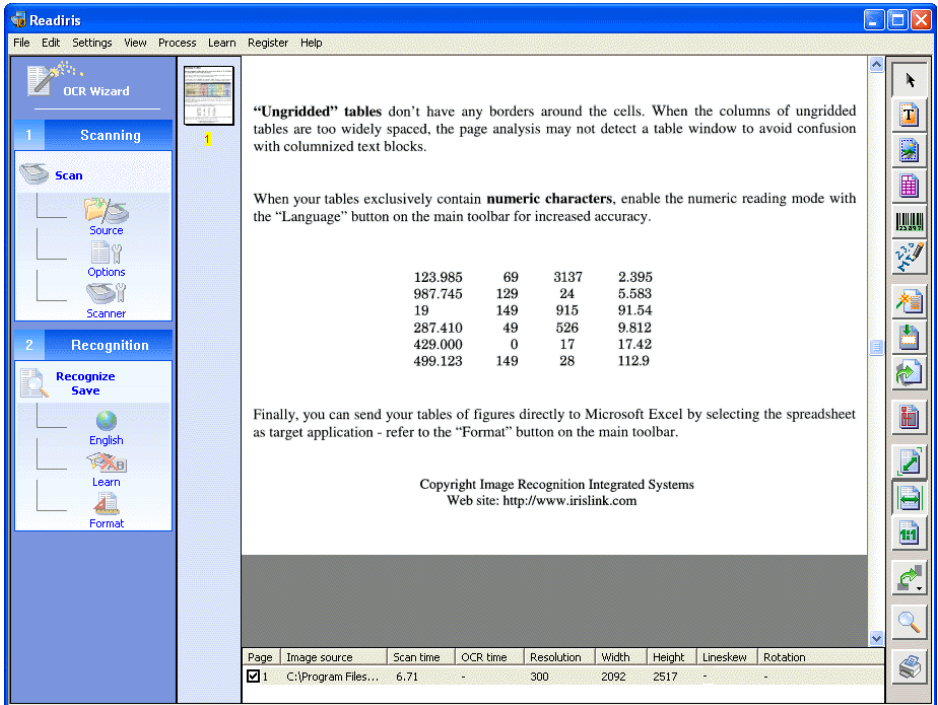 Readiris
File Edit Settings View Process Learn Register Help
OCR Wizard
1 Scanning
Scan
Source
Options
Scanner
2 Recognition
Recognize
Save
English
Learn
Format
1
“Ungridded” tables don’t have any borders around the cells. When the columns of ungridded
tables are too widely spaced, the page analysis may not detect a table window to avoid confusion
with columnized text blocks.
When your tables exclusively contain numeric characters, enable the numeric reading mode with
the “Language” button on the main toolbar for increased accuracy.
123.985 69 3137 2.395
987.745 129 24 5.583
19 149 915 91.54
287.410 49 526 9.812
429.000 0 17 17.42
499.123 149 28 112.9
Finally, you can send your tables of figures directly to Microsoft Excel by selecting the spreadsheet
as target application - refer to the “Format” button on the main toolbar.
Copyright Image Recognition Integrated Systems
Web site: http://www.irislink.com
Page Image source Scan time OCR time Resolution Width Height Lineskew Rotation
1 C:\Program Files... 6.71 - 300 2092 2517 - -
T
1:1